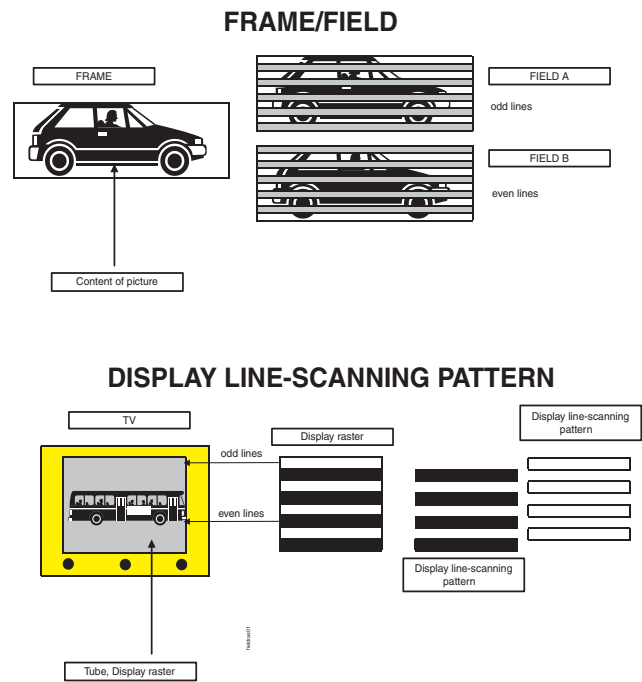 FRAME/FIELD
FRAME
FIELD A
odd lines
FIELD B
even lines
Content of picture
DISPLAY LINE-SCANNING PATTERN
TV
Display raster
Display line-scanning
pattern
odd lines
even lines
Display line-scanning
pattern
Tube, Display raster